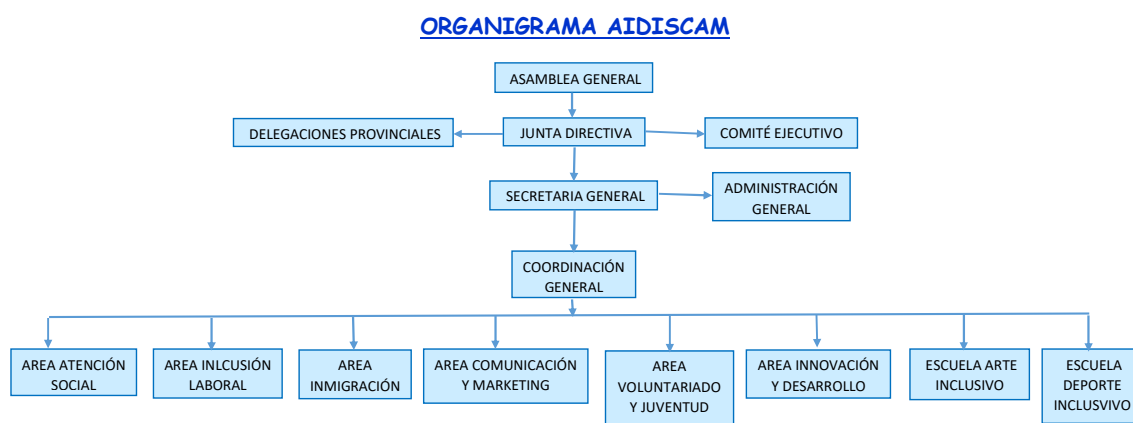 ORGANIGRAMA AIDISCAM
ASAMBLEA GENERAL
DELEGACIONES PROVINCIALES
JUNTA DIRECTIVA
COMITÉ EJECUTIVO
SECRETARIA GENERAL
ADMINISTRACIÓN
GENERAL
COORDINACIÓN
GENERAL
AREA ATENCIÓN
SOCIAL
AREA INLCUSIÓN
LABORAL
AREA
INMIGRACIÓN
AREA COMUNICACIÓN
Y MARKETING
AREA
VOLUNTARIADO
Y JUVENTUD
AREA INNOVACIÓN
Y DESARROLLO
ESCUELA ARTE
INCLUSIVO
ESCUELA
DEPORTE
INCLUSVIVO